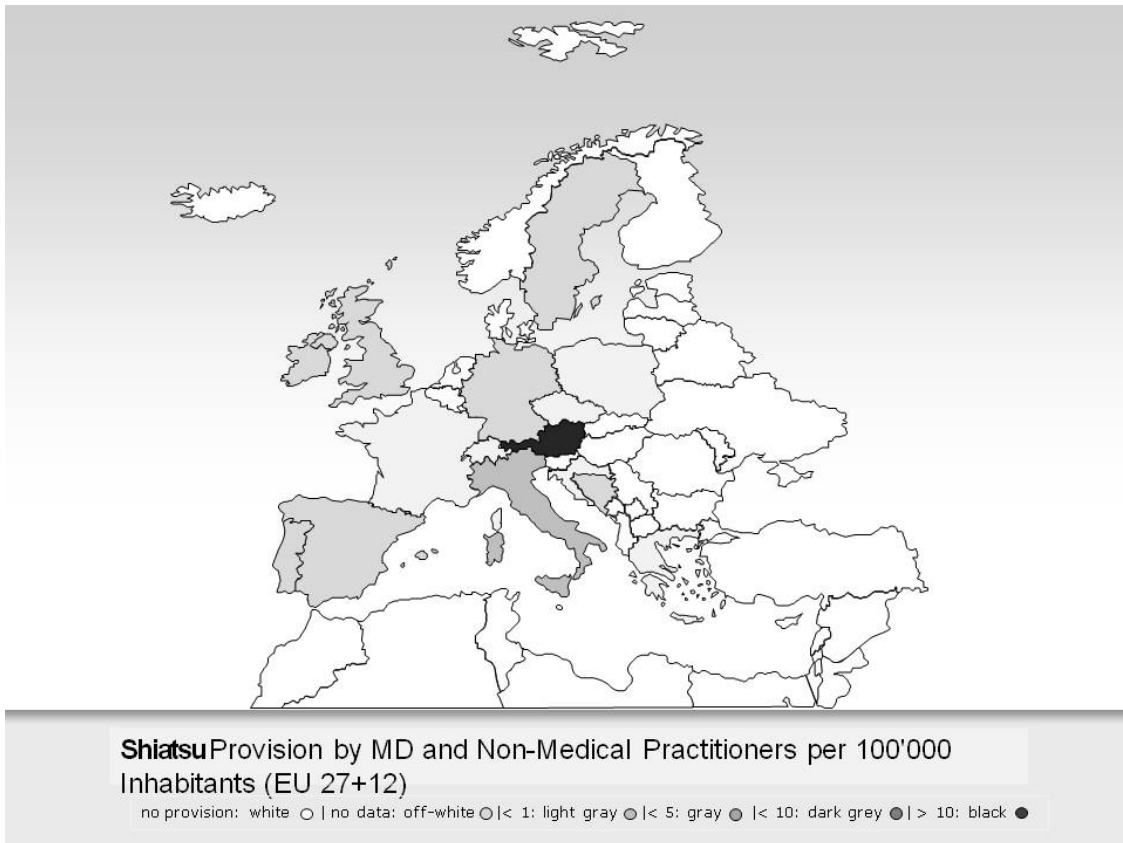 Shiatsu Provision by MD and Non-Medical Practitioners per 100'000
Inhabitants (EU 27+12)
no provision: white | no data: off-white | < 1: light gray | < 5: gray | < 10: dark grey | > 10: black